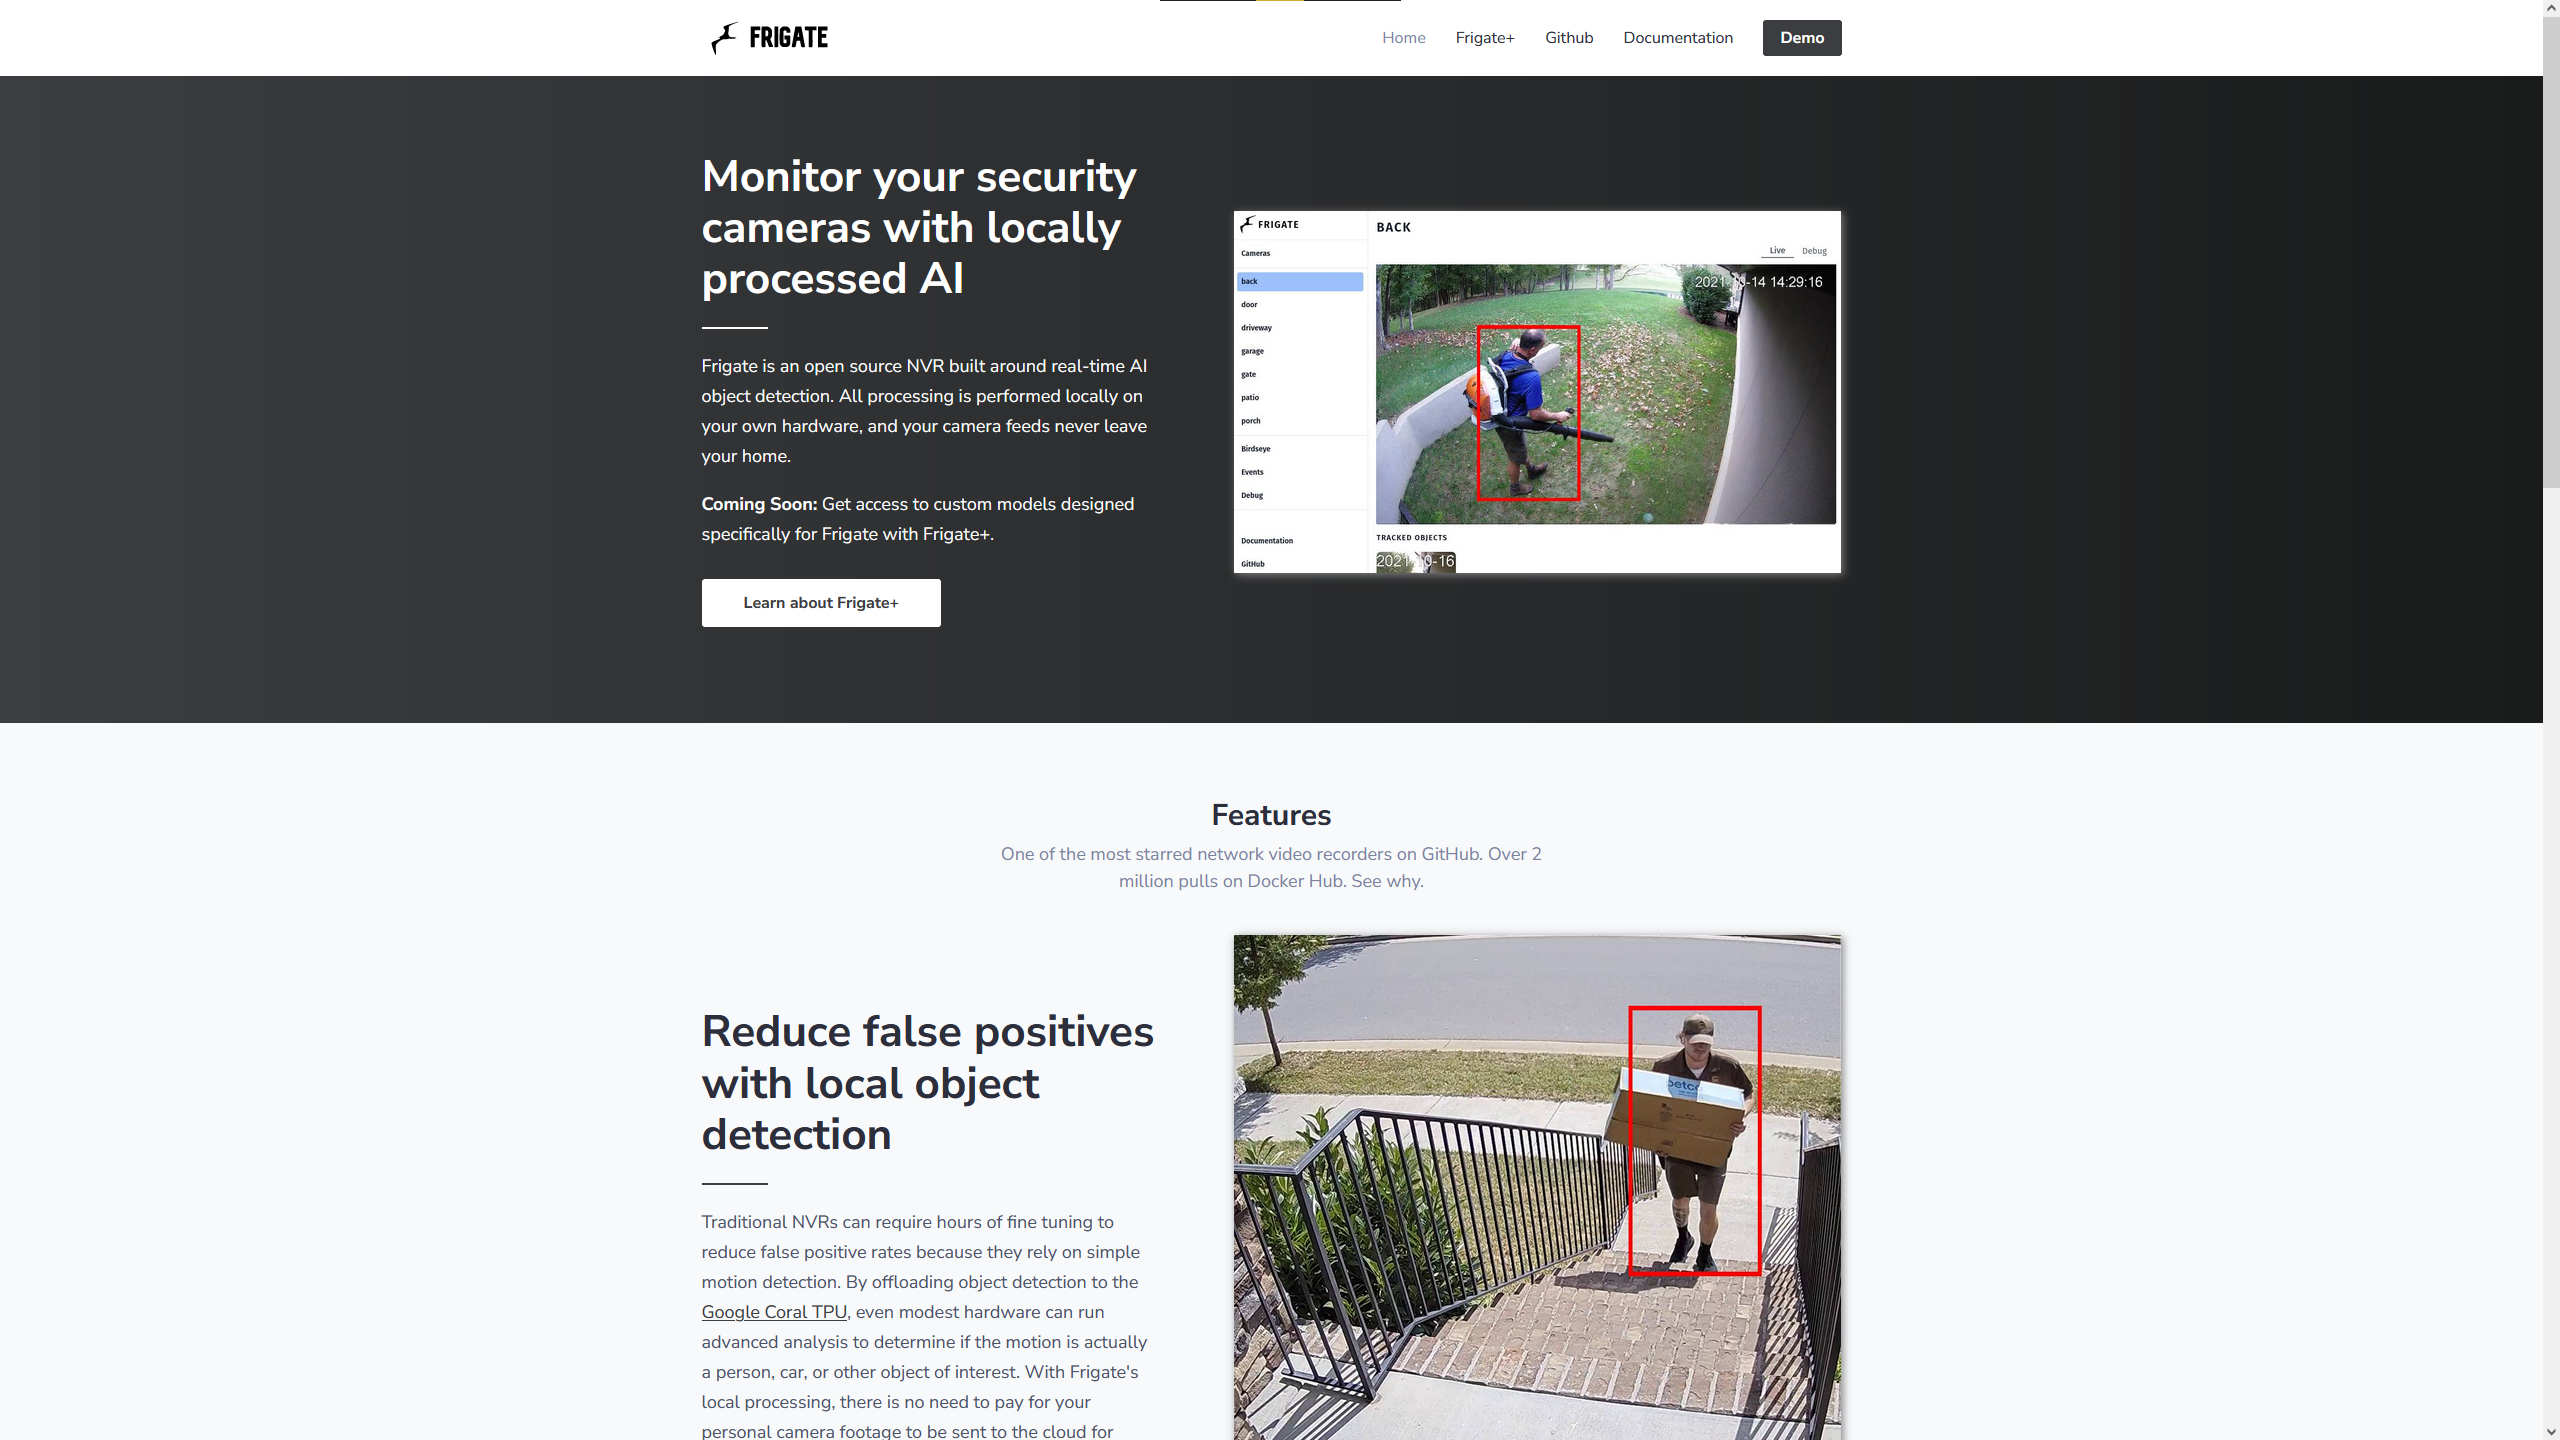 FRIGATE
Home
Frigate+
Github
Documentation
Demo
Monitor your security
cameras with locally
processed AI
Frigate is an open source NVR built around real-time AI
object detection. All processing is performed locally on
your own hardware, and your camera feeds never leave
your home.
Coming Soon: Get access to custom models designed
specifically for Frigate with Frigate+.
Learn about Frigate+
FRIGATE
Cameras
back
door
driveway
garage
gate
patio
porch
Birdseye
Events
Debug
Documentation
GitHub
BACK
Live
Debug
2021-10-14 14:29:16
TRACKED OBJECTS
2021-10-16
Features
One of the most starred network video recorders on GitHub. Over 2
million pulls on Docker Hub. See why.
Reduce false positives
with local object
detection
Traditional NVRs can require hours of fine tuning to
reduce false positive rates because they rely on simple
motion detection. By offloading object detection to the
Google Coral TPU, even modest hardware can run
advanced analysis to determine if the motion is actually
a person, car, or other object of interest. With Frigate's
local processing, there is no need to pay for your
personal camera footage to be sent to the cloud for
petco